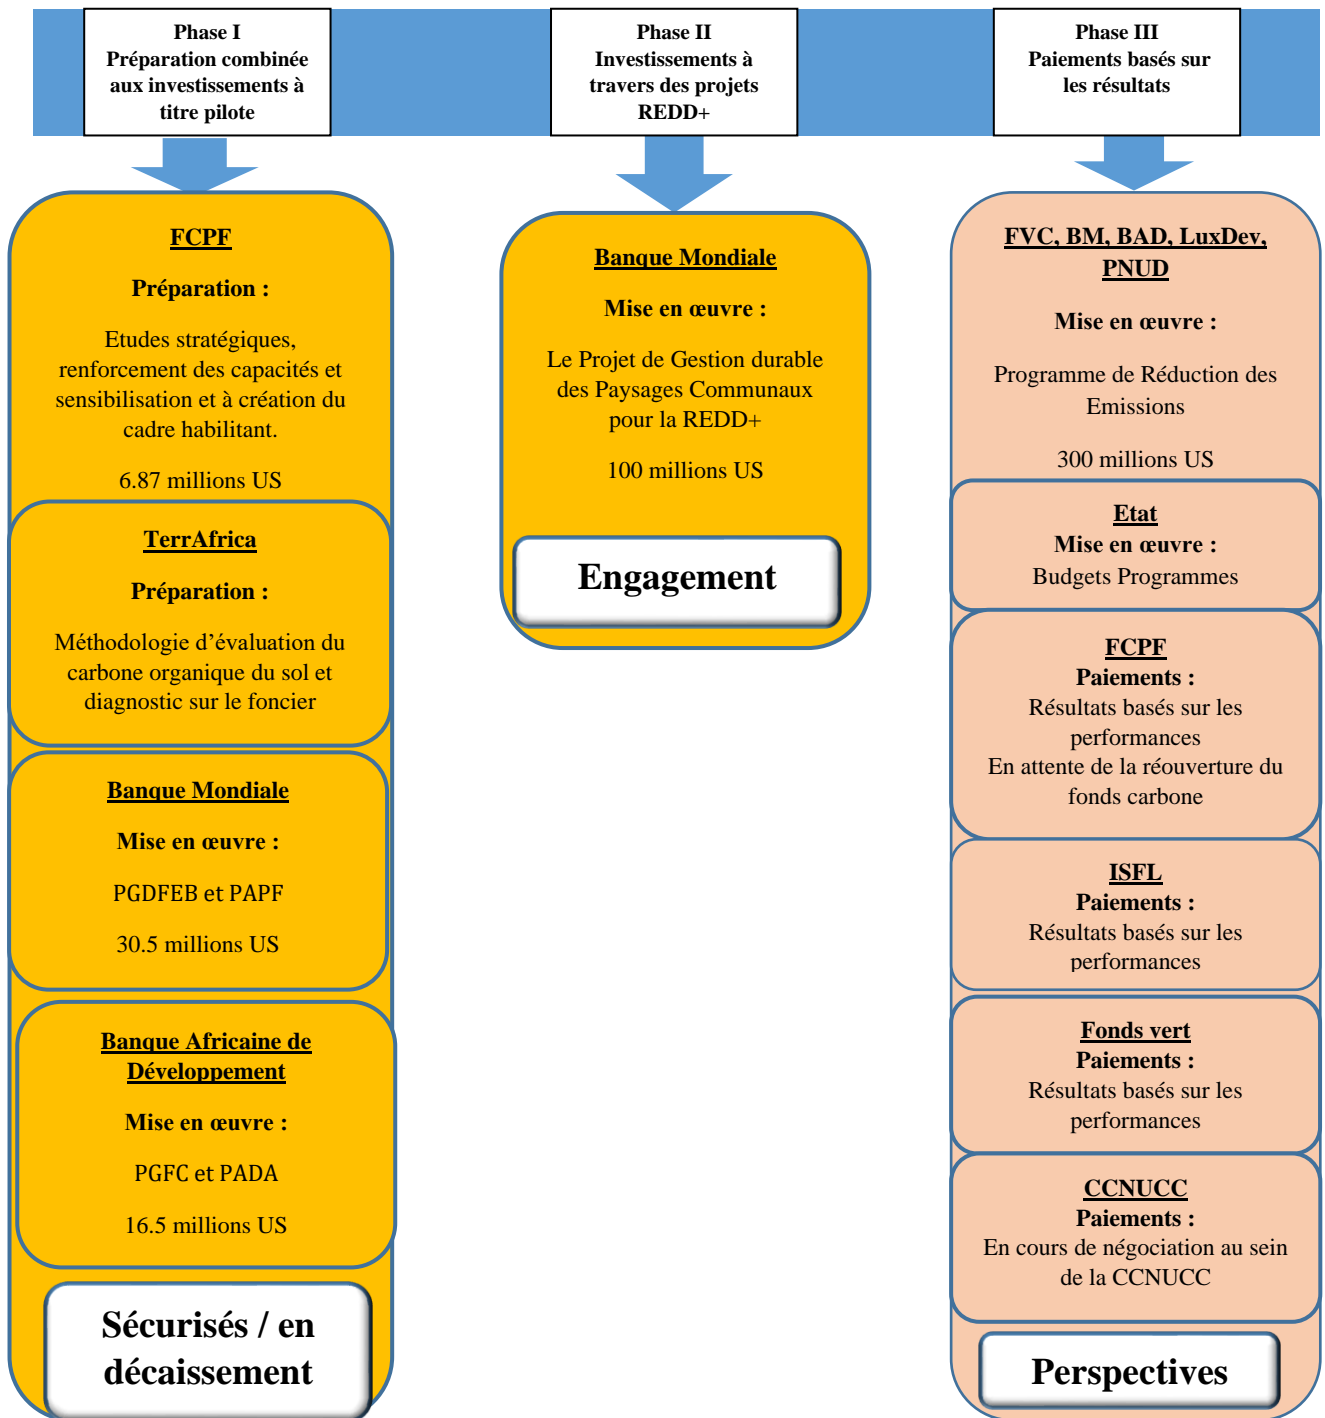 Phase I
Préparation combinée
aux investissements à
titre pilote
Phase II
Investissements à
travers des projets
REDD+
Phase III
Paiements basés sur
les résultats
FCPF
Préparation :
Etudes stratégiques,
renforcement des capacités et
sensibilisation et à création du
cadre habilitant.
6.87 millions US
TerrAfrica
Préparation :
Méthodologie d'évaluation du
carbone organique du sol et
diagnostic sur le foncier
Banque Mondiale
Mise en œuvre :
PGDFEB et PAPF
30.5 millions US
Banque Africaine de
Développement
Mise en œuvre :
PGFC et PADA
16.5 millions US
Sécurisés / en
décaissement
Banque Mondiale
Mise en œuvre :
Le Projet de Gestion durable
des Paysages Communaux
pour la REDD+
100 millions US
Engagement
FVC, BM, BAD, LuxDev,
PNUD
Mise en œuvre :
Programme de Réduction des
Emissions
300 millions US
Etat
Mise en œuvre :
Budgets Programmes
FCPF
Paiements :
Résultats basés sur les
performances
En attente de la réouverture du
fonds carbone
ISFL
Paiements :
Résultats basés sur les
performances
Fonds vert
Paiements :
Résultats basés sur les
performances
CCNUCC
Paiements :
En cours de négociation au sein
de la CCNUCC
Perspectives